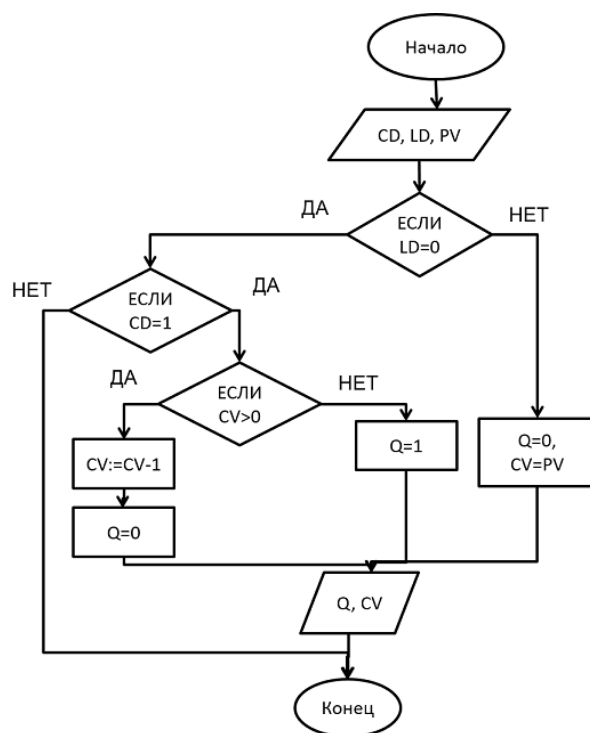 Начало
CD, LD, PV
ДА
ЕСЛИ
LD=0
НЕТ
НЕТ
ЕСЛИ
CD=1
ДА
ДА
ЕСЛИ
CV>0
НЕТ
CV:=CV-1
Q=1
Q=0,
CV=PV
Q=0
Q, CV
Конец